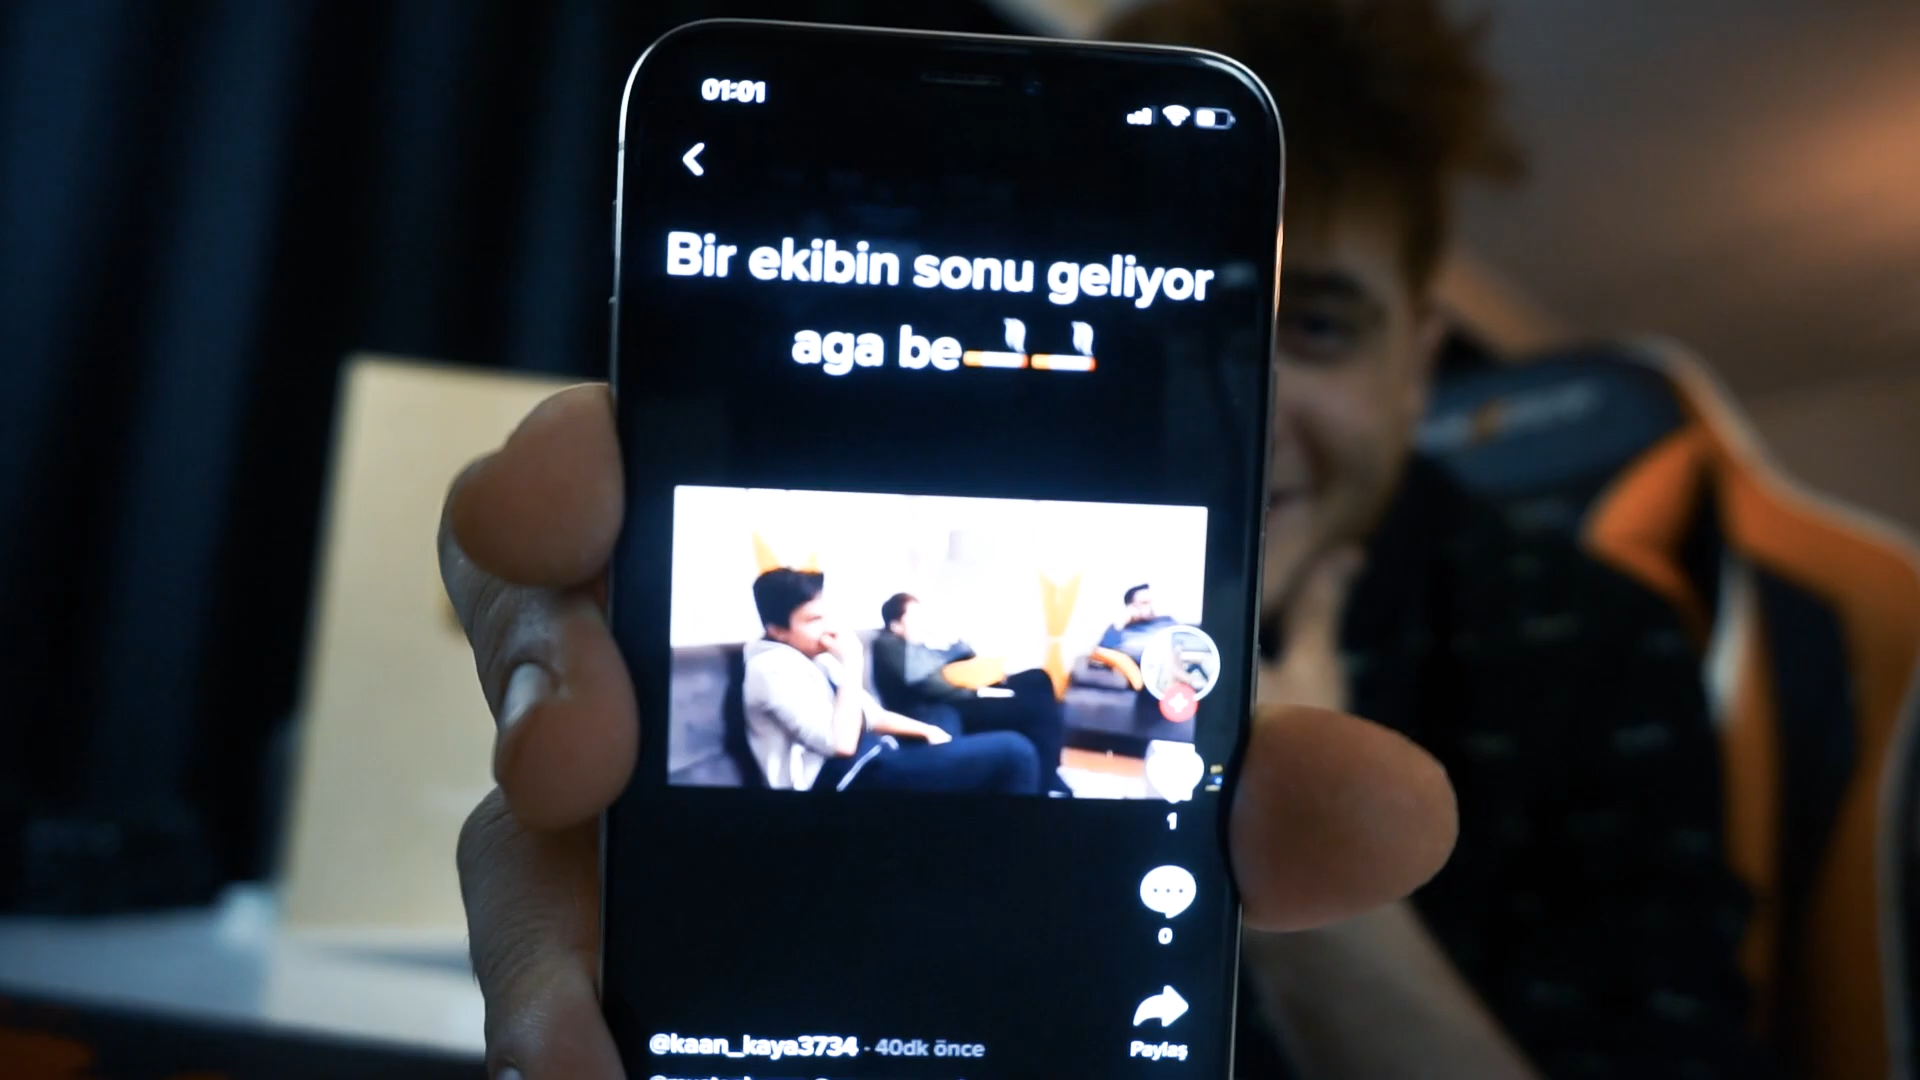 01:01
Bir ekibin sonu geliyor
aga be🚬🚬
1
0
Paylaş
@kaan_kaya3734 - 40dk önce